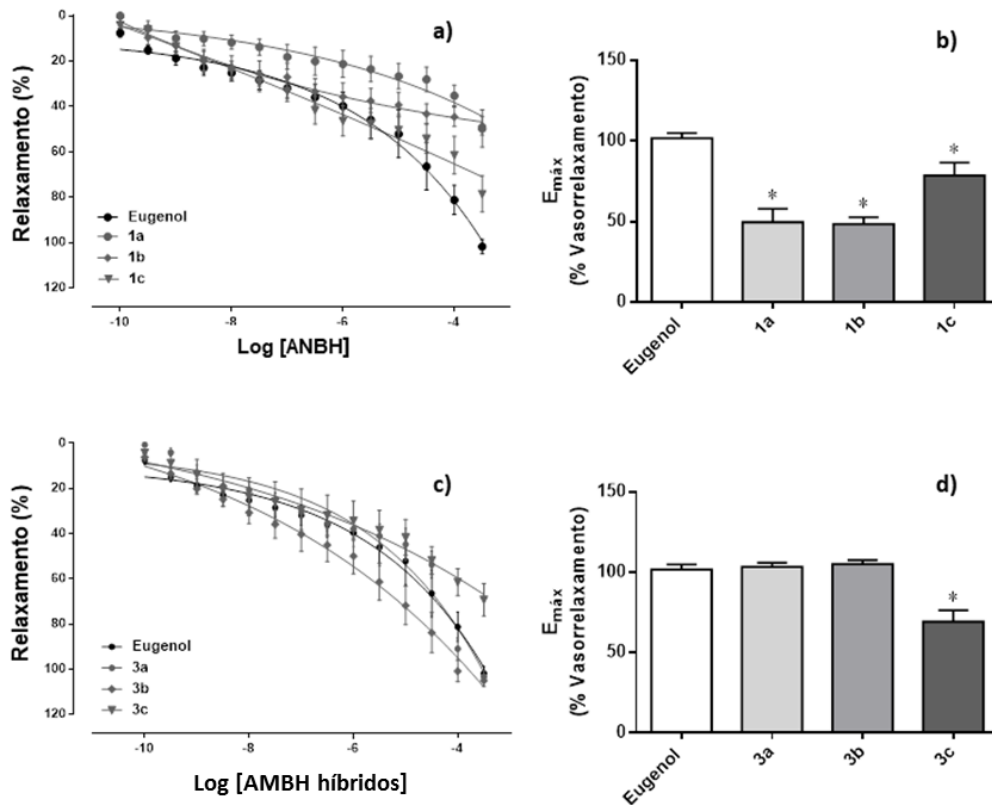 a)
Relaxamento (%)
0
20
40
60
80
100
120
Eugenol
1a
1b
1c
-10
-8
-6
-4
Log [ANBH]
b)
Emáx
(% Vasorrelaxamento)
150
100
50
0
*
*
*
Eugenol
1a
1b
1c
c)
Relaxamento (%)
0
20
40
60
80
100
120
Eugenol
3a
3b
3c
-10
-8
-6
-4
Log [AMBH híbridos]
d)
Emáx
(% Vasorrelaxamento)
150
100
50
0
*
Eugenol
3a
3b
3c